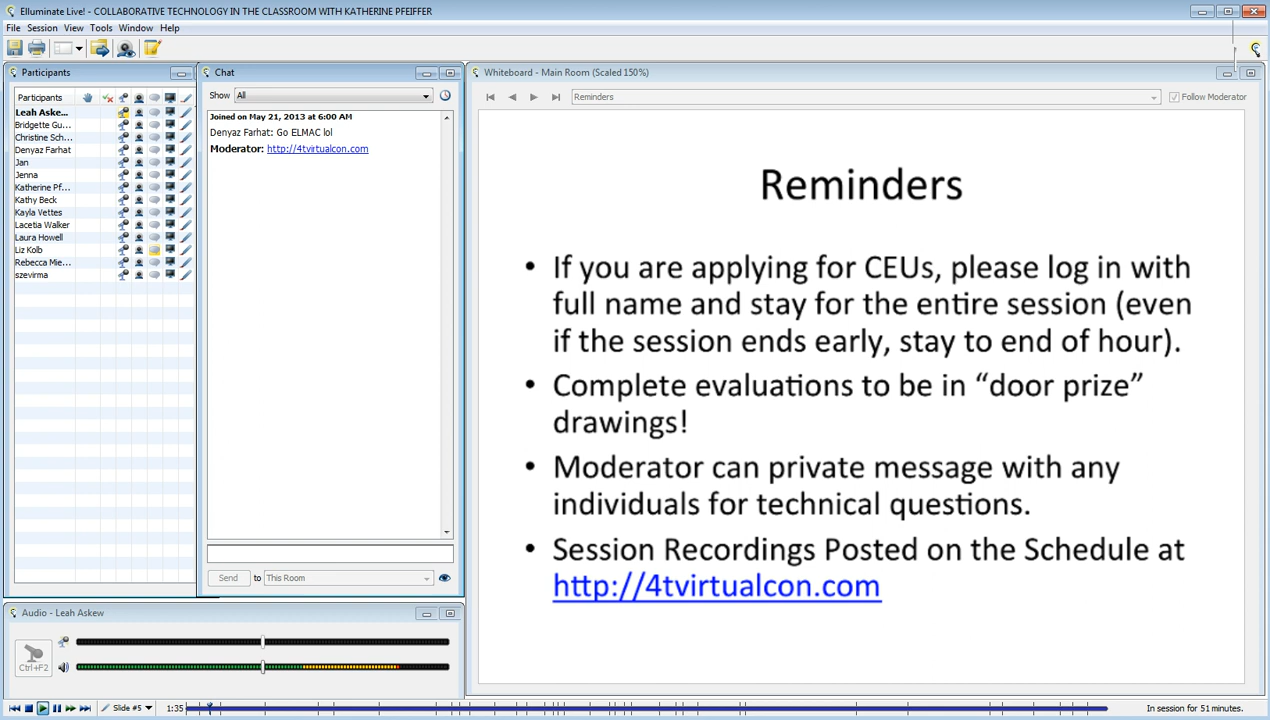 Elluminate Live! - COLLABORATIVE TECHNOLOGY IN THE CLASSROOM WITH KATHERINE PFEIFFER
File Session View Tools Window Help
Participants
Participants
Leah Aske...
Bridgette Gu...
Christine Sch...
Denyaz Farhat
Jan
Jenna
Katherine Pf...
Kathy Beck
Kayla Vettes
Lacetia Walker
Laura Howell
Liz Kolb
Rebecca Mie...
szevirma
Chat
Show All
Joined on May 21, 2013 at 6:00 AM
Denyaz Farhat: Go ELMAC lol
Moderator: http://4tvirtualcon.com
Send to This Room
Audio - Leah Askew
Ctrl+F2
Whiteboard - Main Room (Scaled 150%)
Reminders
Follow Moderator
Reminders
• If you are applying for CEUs, please log in with
full name and stay for the entire session (even
if the session ends early, stay to end of hour).
• Complete evaluations to be in “door prize”
drawings!
• Moderator can private message with any
individuals for technical questions.
• Session Recordings Posted on the Schedule at
http://4tvirtualcon.com
Slide #5
1:35
In session for 51 minutes.